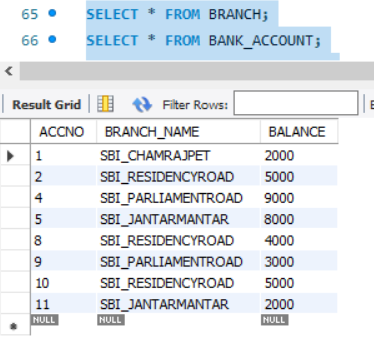 65 SELECT * FROM BRANCH;
66 SELECT * FROM BANK_ACCOUNT;
Result Grid Filter Rows: E
ACCNO BRANCH_NAME BALANCE
1 SBI_CHAMRAJPET 2000
2 SBI_RESIDENCYROAD 5000
4 SBI_PARLIAMENTROAD 9000
5 SBI_JANTARMANTAR 8000
8 SBI_RESIDENCYROAD 4000
9 SBI_PARLIAMENTROAD 3000
10 SBI_RESIDENCYROAD 5000
11 SBI_JANTARMANTAR 2000
NULL NULL NULL